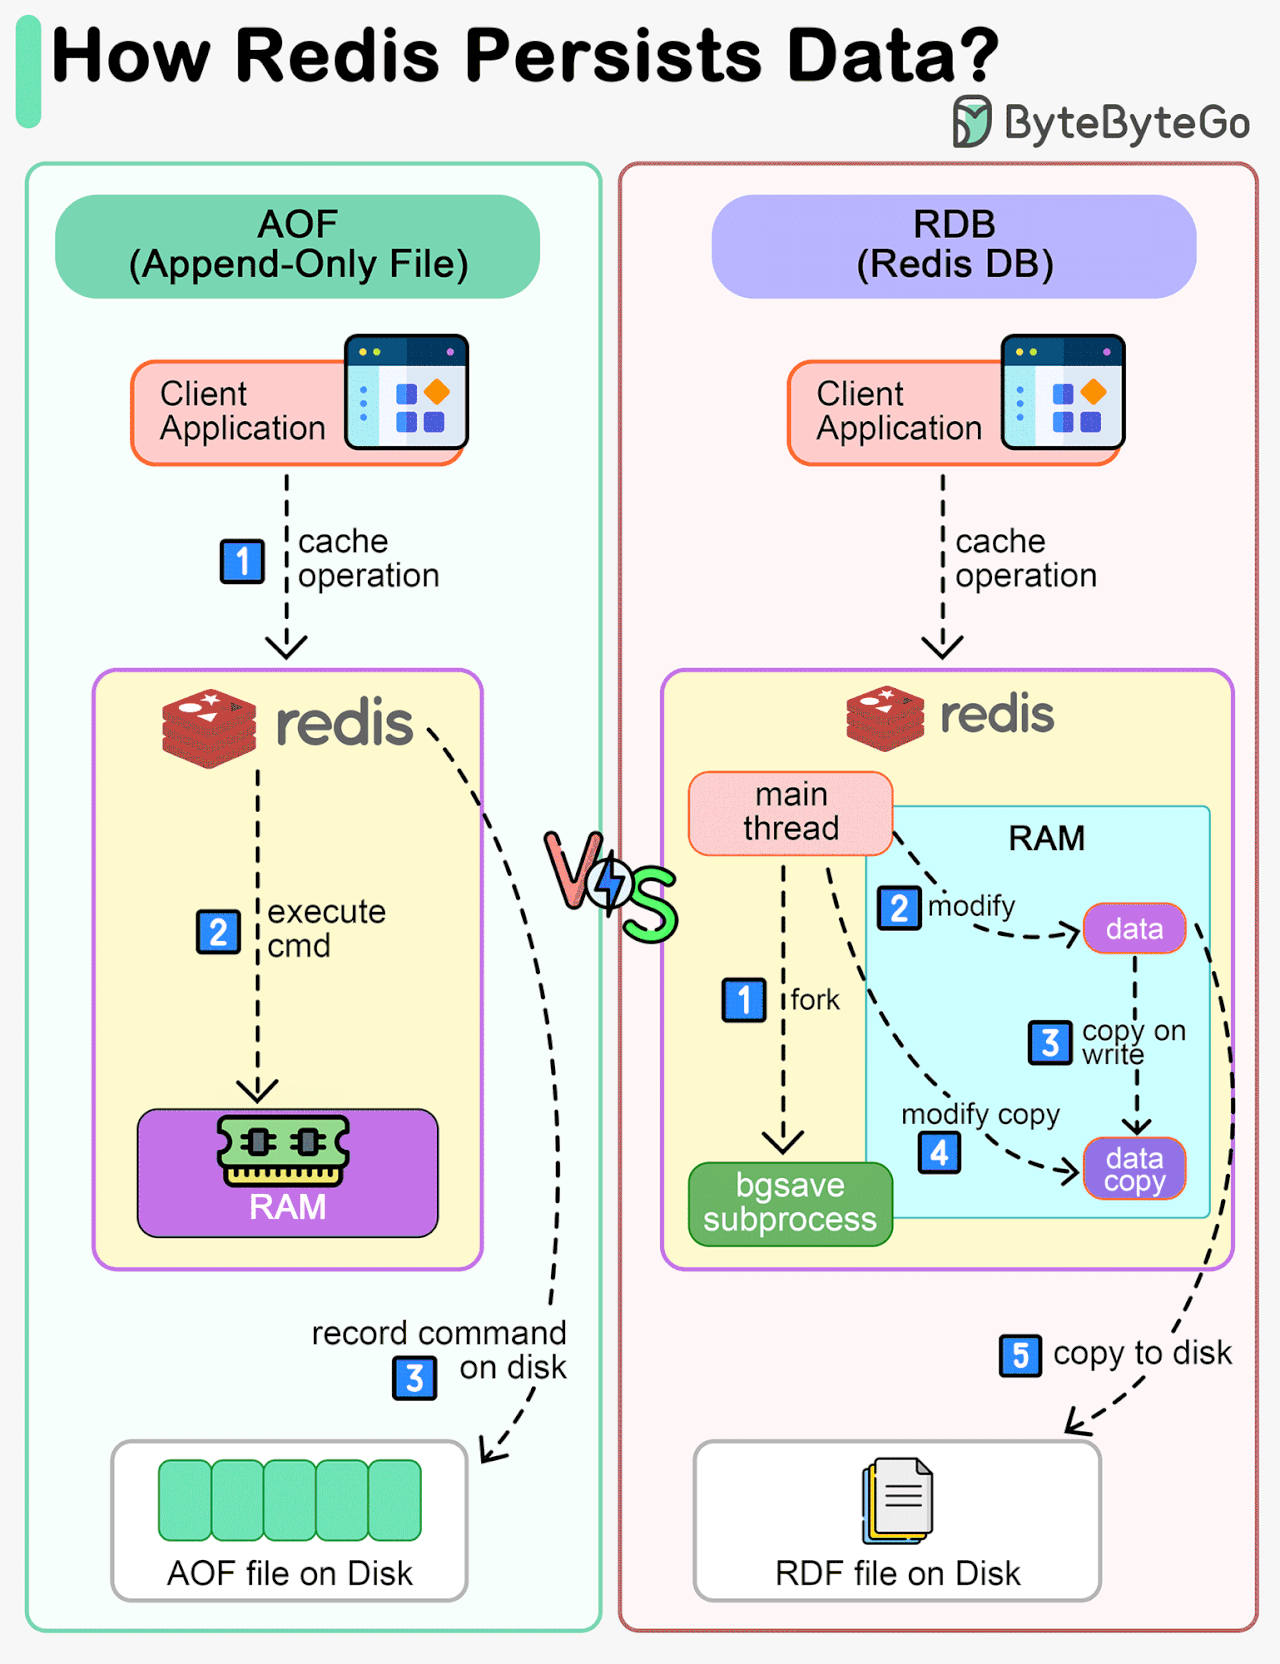 How Redis Persists Data?
ByteByteGo
AOF
(Append-Only File)
Client
Application
1
cache
operation
redis
2
execute
cmd
RAM
record command
3
on disk
AOF file on Disk
VS
RDB
(Redis DB)
Client
Application
cache
operation
redis
main
thread
RAM
2
modify
data
1
fork
3
copy on
write
modify copy
4
data
copy
bgsave
subprocess
5
copy to disk
RDF file on Disk